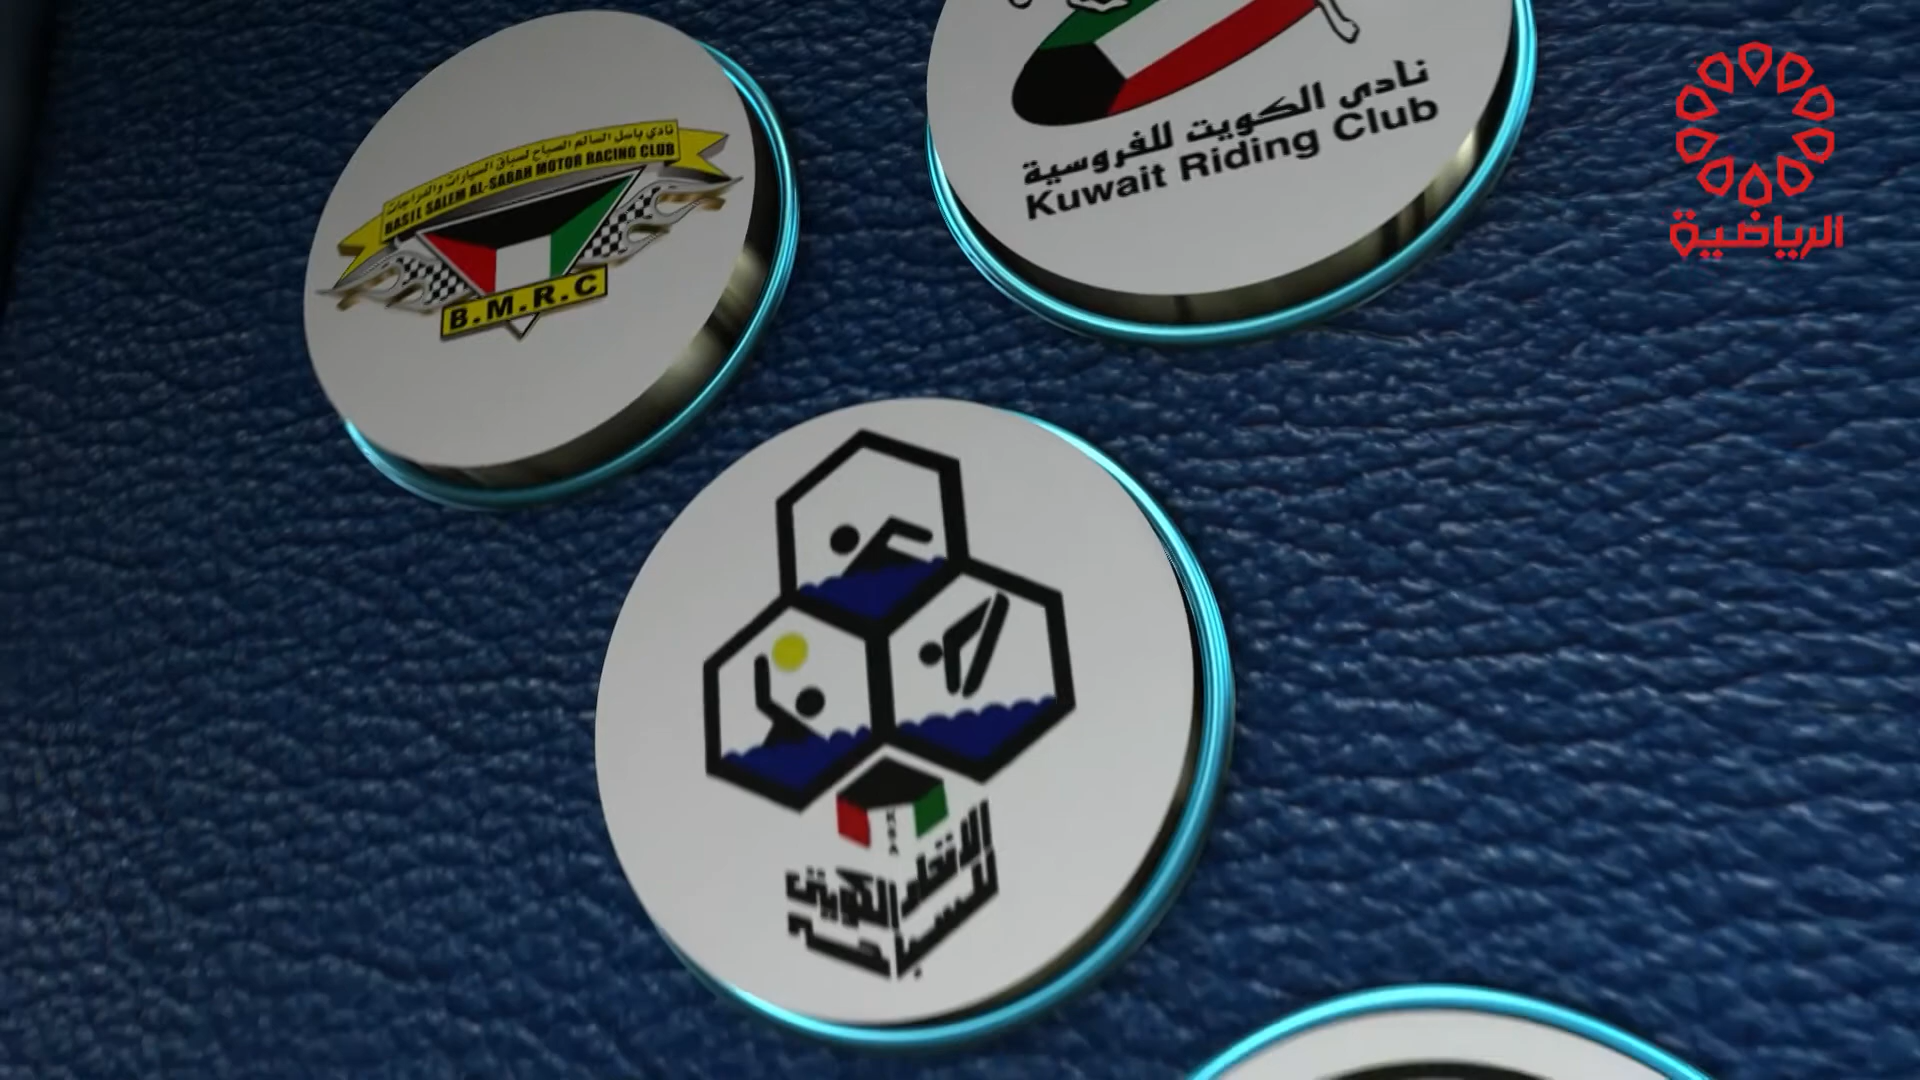 نادي باسل السالم الصباح لسباق السيارات والدراجات
BASIL SALEM AL-SABAH MOTOR RACING CLUB
B.M.R.C
نادي الكويت للفروسية
Kuwait Riding Club
الرياضية
KSA
الاتحاد الكويتي
للسباحة